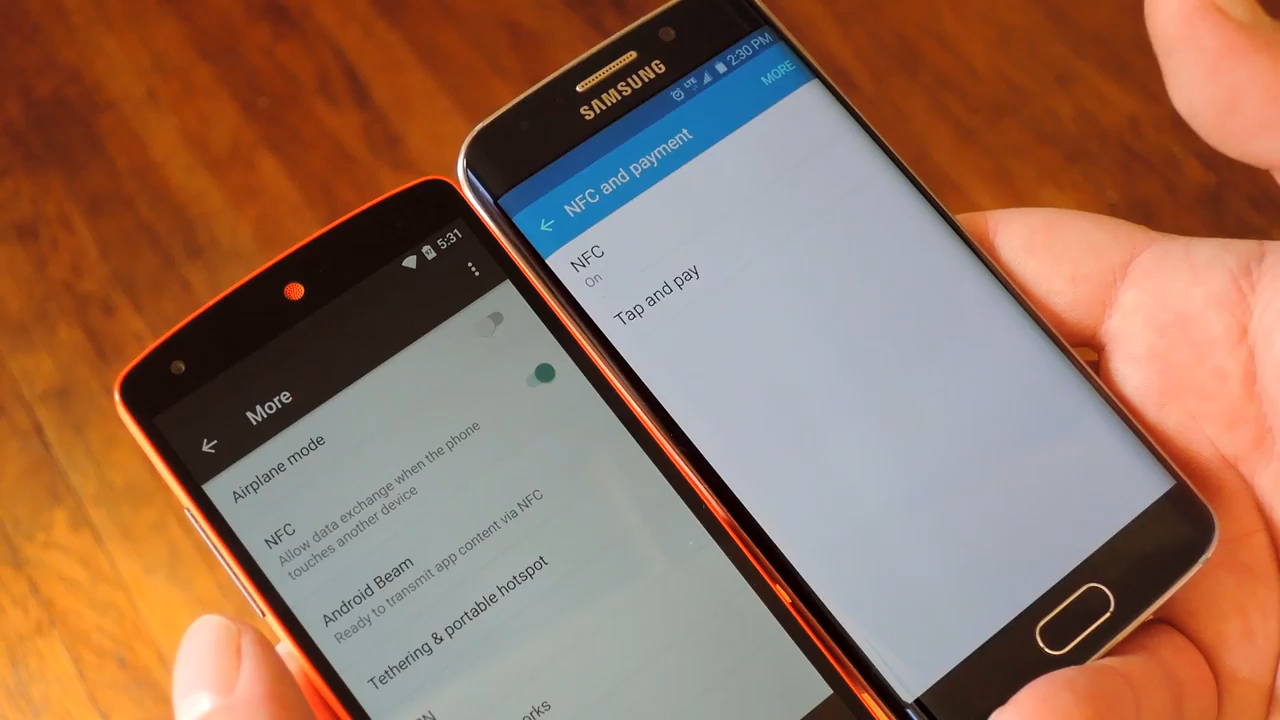 5:31
More
Airplane mode
NFC
Allow data exchange when the phone
touches another device
Android Beam
Ready to transmit app content via NFC
Tethering & portable hotspot
SAMSUNG
LTE 2:30 PM
NFC and payment
MORE
NFC
On
Tap and pay